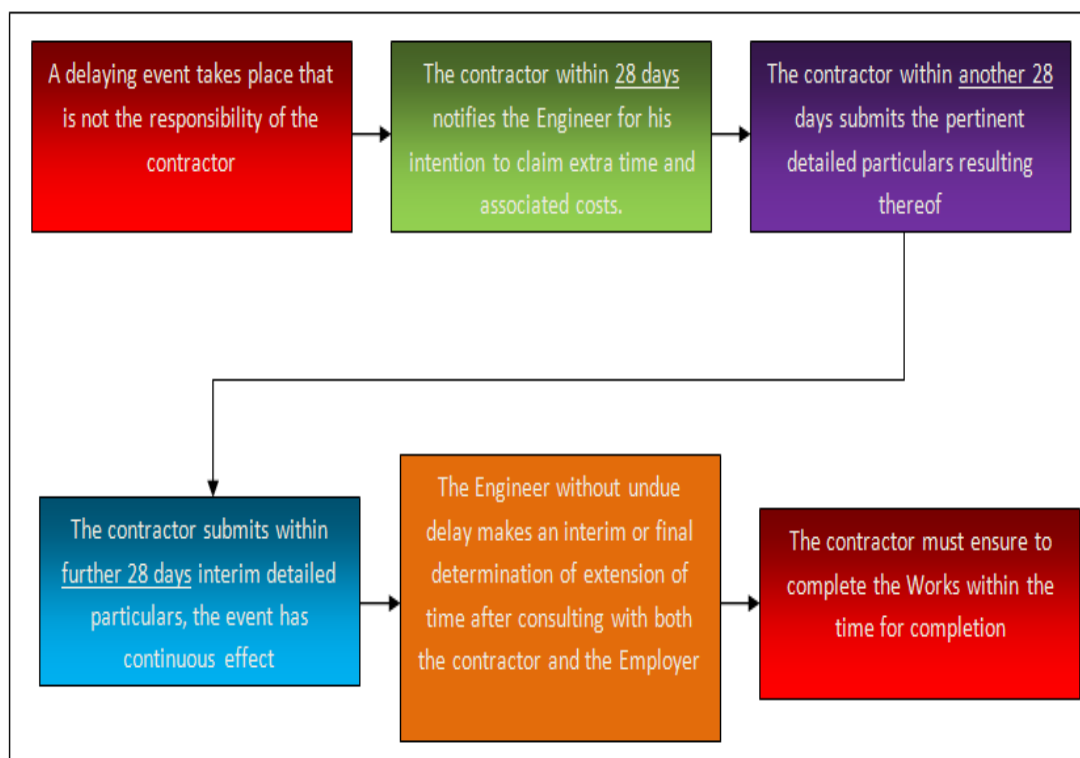 A delaying event takes place that
is not the responsibility of the
contractor
The contractor within 28 days
notifies the Engineer for his
intention to claim extra time and
associated costs.
The contractor within another 28
days submits the pertinent
detailed particulars resulting
thereof
The contractor submits within
further 28 days interim detailed
particulars, the event has
continuous effect
The Engineer without undue
delay makes an interim or final
determination of extension of
time after consulting with both
the contractor and the Employer
The contractor must ensure to
complete the Works within the
time for completion